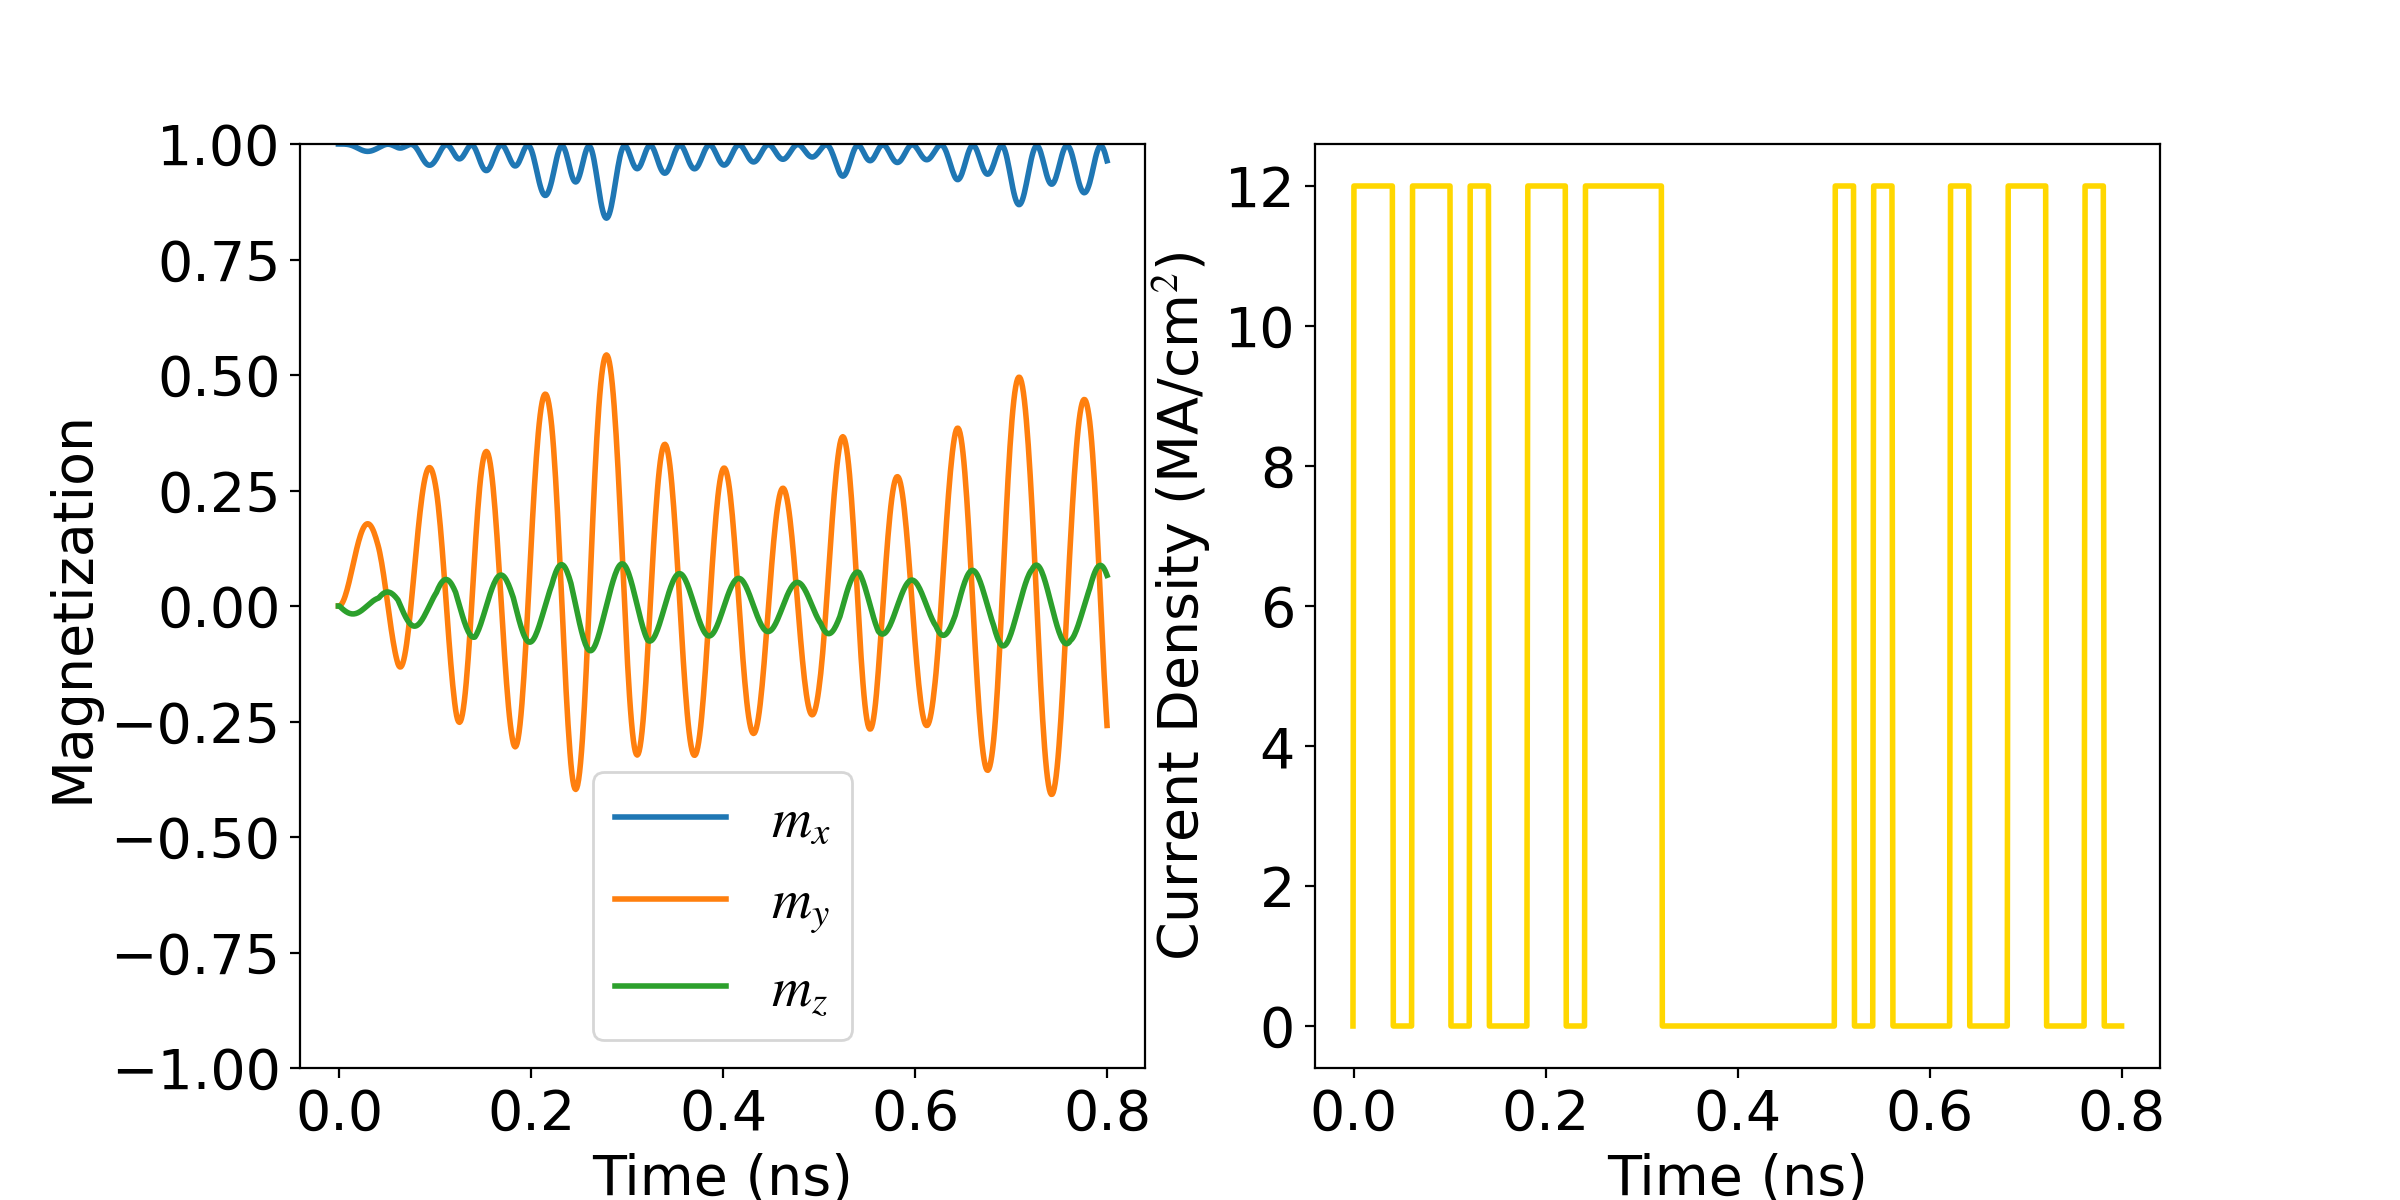 Magnetization
1.00
0.75
0.50
0.25
0.00
−0.25
−0.50
−0.75
−1.00
0.0 0.2 0.4 0.6 0.8
Time (ns)
m_x
m_y
m_z
Current Density (MA/cm²)
12
10
8
6
4
2
0
0.0 0.2 0.4 0.6 0.8
Time (ns)